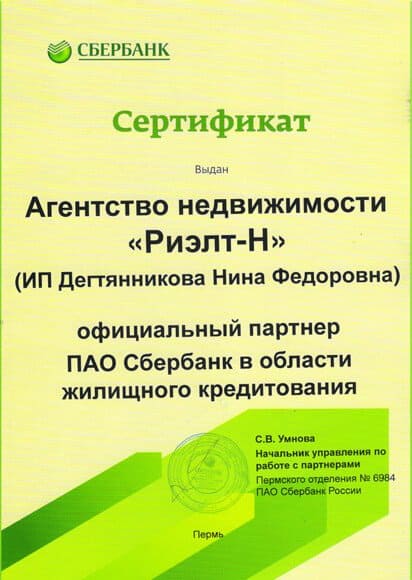 СБЕРБАНК
Сертификат
Выдан
Агентство недвижимости
«Риэлт-Н»
(ИП Дегтянникова Нина Федоровна)
официальный партнер
ПАО Сбербанк в области
жилищного кредитования
С.В. Умнова
Начальник управления по
работе с партнерами
Пермского отделения № 6984
ПАО Сбербанк России
Пермь